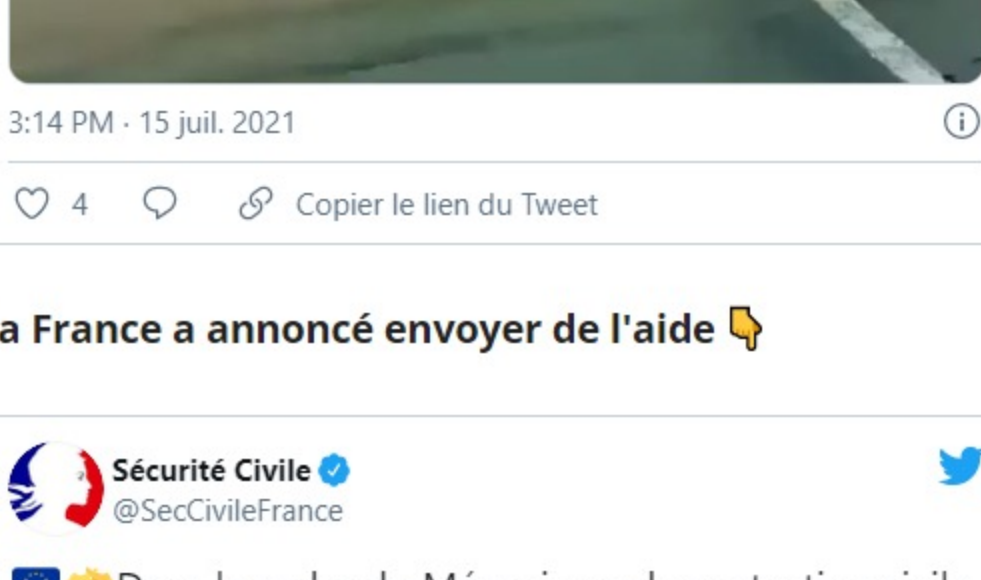 3:14 PM · 15 juil. 2021
4
Copier le lien du Tweet
a France a annoncé envoyer de l'aide 👇
Sécurité Civile
@SecCivileFrance